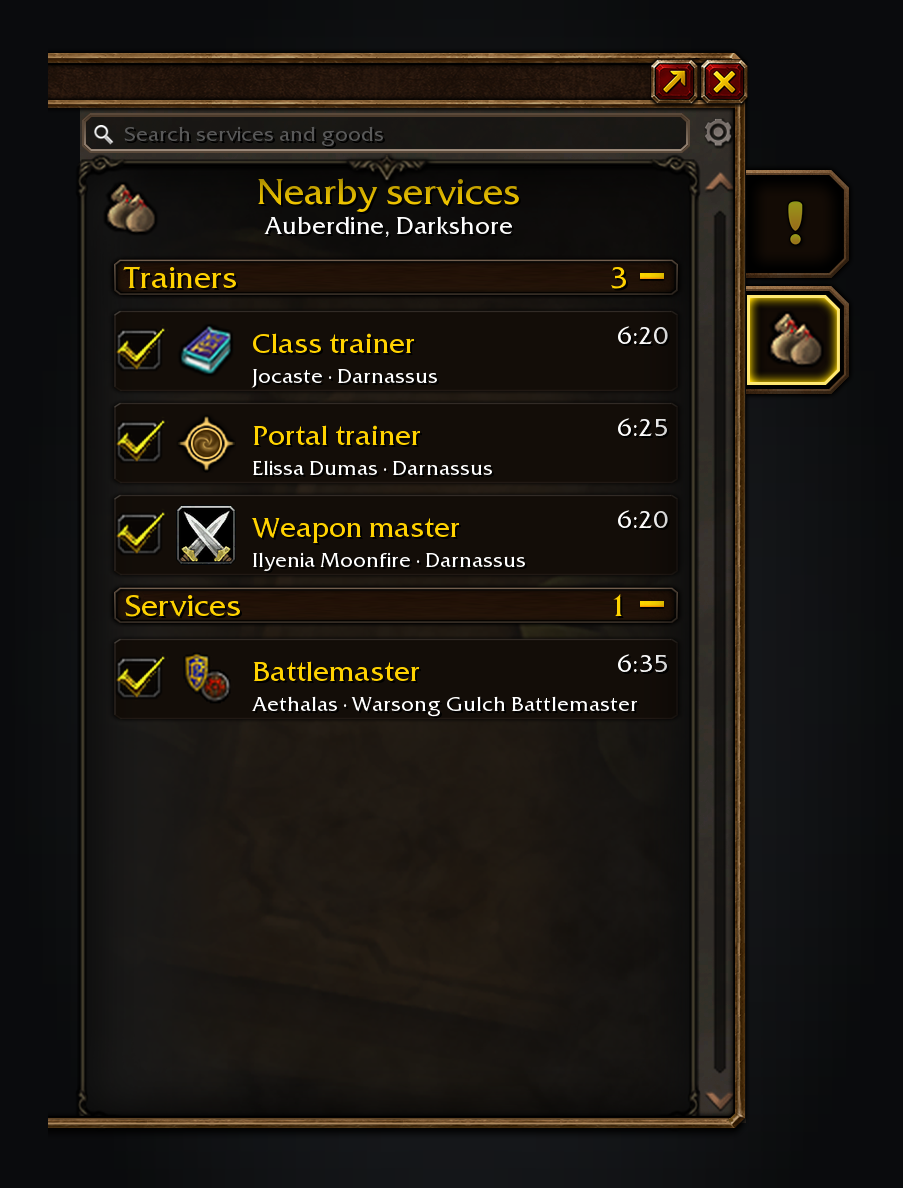 Search services and goods
Nearby services
Auberdine, Darkshore
Trainers 3
Class trainer 6:20
Jocaste · Darnassus
Portal trainer 6:25
Elissa Dumas · Darnassus
Weapon master 6:20
Ilyenia Moonfire · Darnassus
Services 1
Battlemaster 6:35
Aethalas · Warsong Gulch Battlemaster